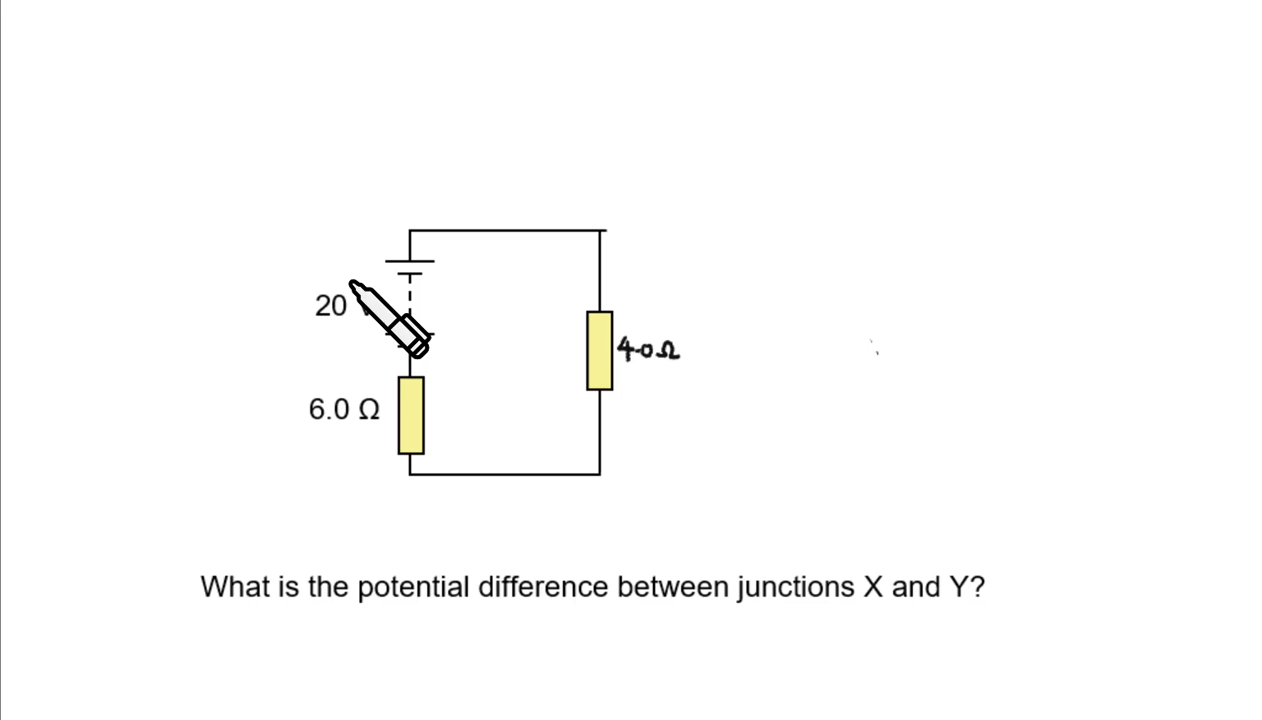 20
4.0Ω
6.0 Ω
What is the potential difference between junctions X and Y?